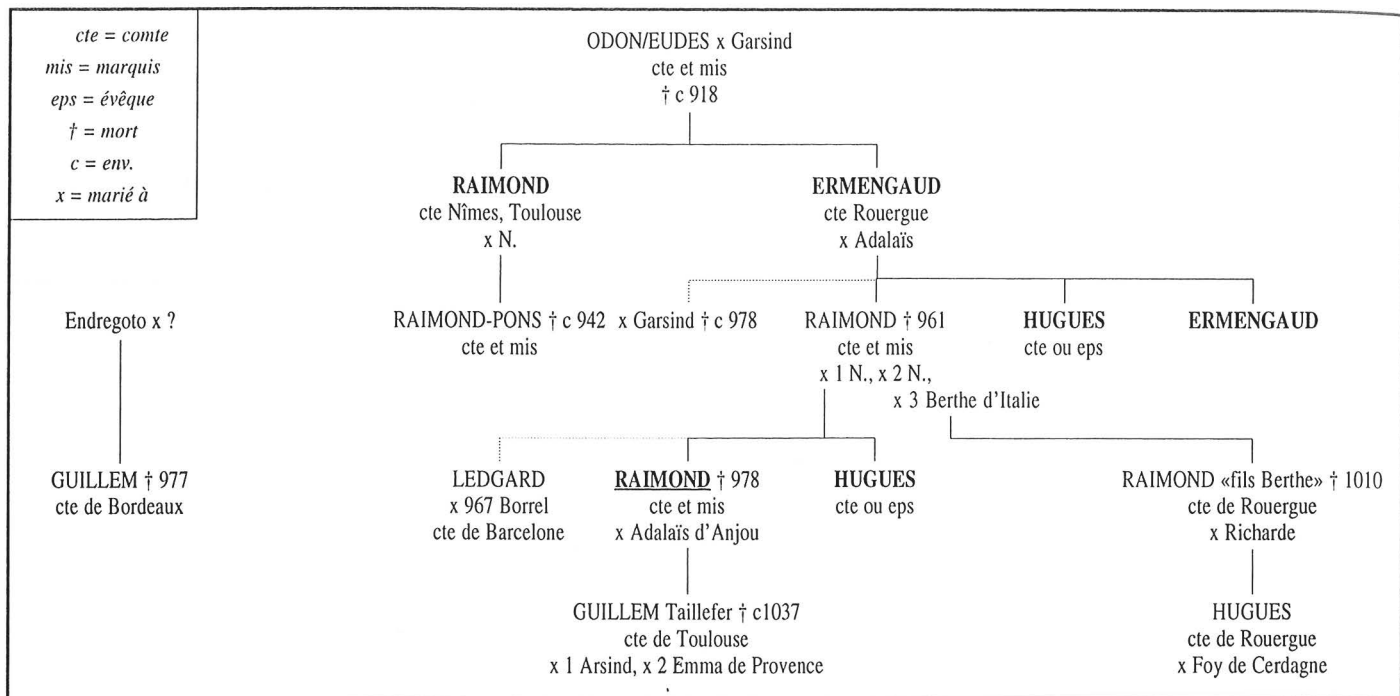 cte = comte
mis = marquis
eps = évêque
† = mort
c = env.
x = marié à
ODON/EUDES x Garsind
cte et mis
† c 918
RAIMOND
cte Nîmes, Toulouse
x N.
ERMENGAUD
cte Rouergue
x Adalaïs
Endregoto x ?
RAIMOND-PONS † c 942
cte et mis
x Garsind † c 978
RAIMOND † 961
cte et mis
x 1 N., x 2 N.,
x 3 Berthe d'Italie
HUGUES
cte ou eps
ERMENGAUD
GUILLEM † 977
cte de Bordeaux
LEDGARD
x 967 Borrel
cte de Barcelone
RAIMOND † 978
cte et mis
x Adalaïs d'Anjou
HUGUES
cte ou eps
RAIMOND «fils Berthe» † 1010
cte de Rouergue
x Richarde
GUILLEM Taillefer † c1037
cte de Toulouse
x 1 Arsind, x 2 Emma de Provence
HUGUES
cte de Rouergue
x Foy de Cerdagne